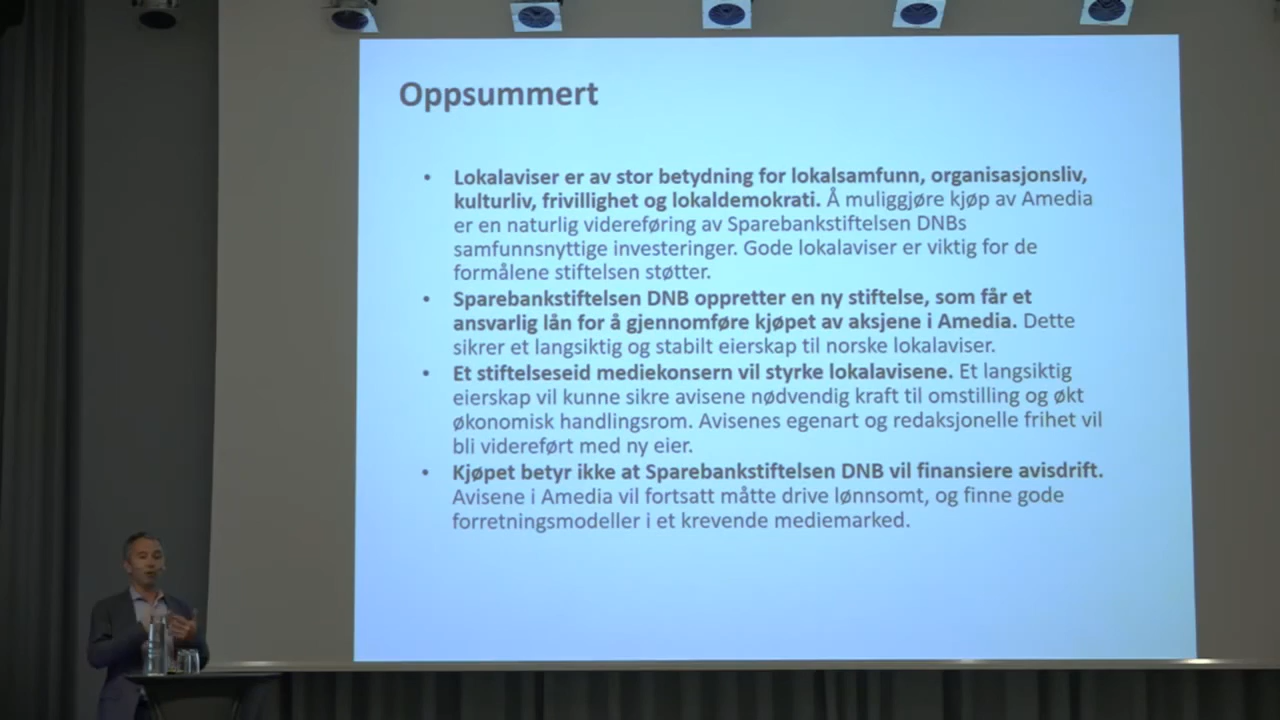 Oppsummert
• Lokalaviser er av stor betydning for lokalsamfunn, organisasjonsliv,
kulturliv, frivillighet og lokaldemokrati. Å muliggjøre kjøp av Amedia
er en naturlig videreføring av Sparebankstiftelsen DNBs
samfunnsnyttige investeringer. Gode lokalaviser er viktig for de
formålene stiftelsen støtter.
• Sparebankstiftelsen DNB oppretter en ny stiftelse, som får et
ansvarlig lån for å gjennomføre kjøpet av aksjene i Amedia. Dette
sikrer et langsiktig og stabilt eierskap til norske lokalaviser.
• Et stiftelseseid mediekonsern vil styrke lokalavisene. Et langsiktig
eierskap vil kunne sikre avisene nødvendig kraft til omstilling og økt
økonomisk handlingsrom. Avisenes egenart og redaksjonelle frihet vil
bli videreført med ny eier.
• Kjøpet betyr ikke at Sparebankstiftelsen DNB vil finansiere avisdrift.
Avisene i Amedia vil fortsatt måtte drive lønnsomt, og finne gode
forretningsmodeller i et krevende mediemarked.